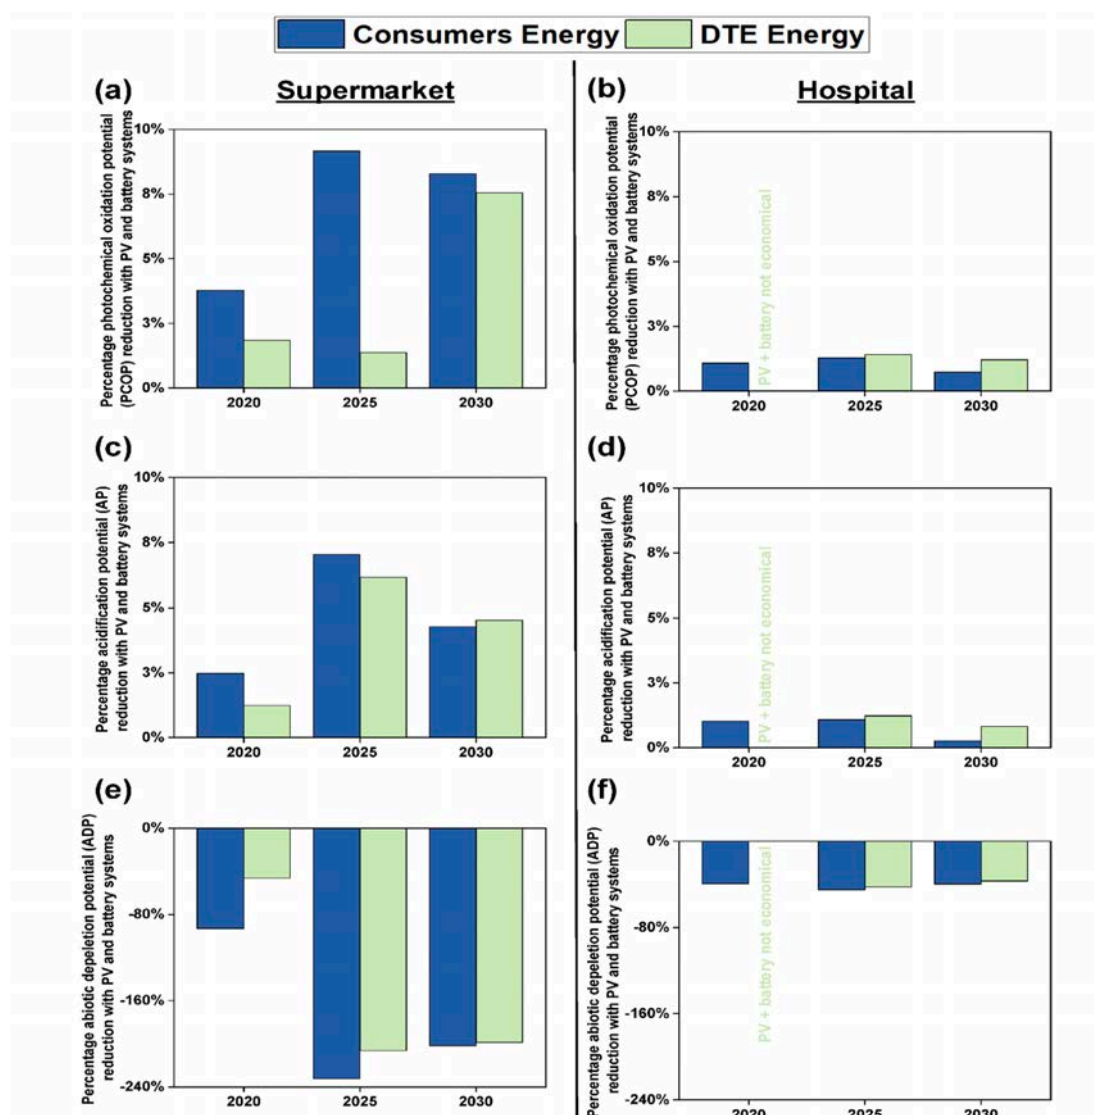 Consumers Energy DTE Energy
(a) Supermarket
Percentage photochemical oxidation potential
(PCOP) reduction with PV and battery systems
10%
8%
5%
3%
0%
2020 2025 2030
(b) Hospital
Percentage photochemical oxidation potential
(PCOP) reduction with PV and battery systems
10%
8%
5%
3%
0%
PV + battery not economical
2020 2025 2030
(c)
Percentage acidification potential (AP)
reduction with PV and battery systems
10%
8%
5%
3%
0%
2020 2025 2030
(d)
Percentage acidification potential (AP)
reduction with PV and battery systems
10%
8%
5%
3%
0%
PV + battery not economical
2020 2025 2030
(e)
Percentage abiotic depeletion potential (ADP)
reduction with PV and battery systems
0%
-80%
-160%
-240%
2020 2025 2030
(f)
Percentage abiotic depeletion potential (ADP)
reduction with PV and battery systems
0%
-80%
-160%
-240%
PV + battery not economical
2020 2025 2030